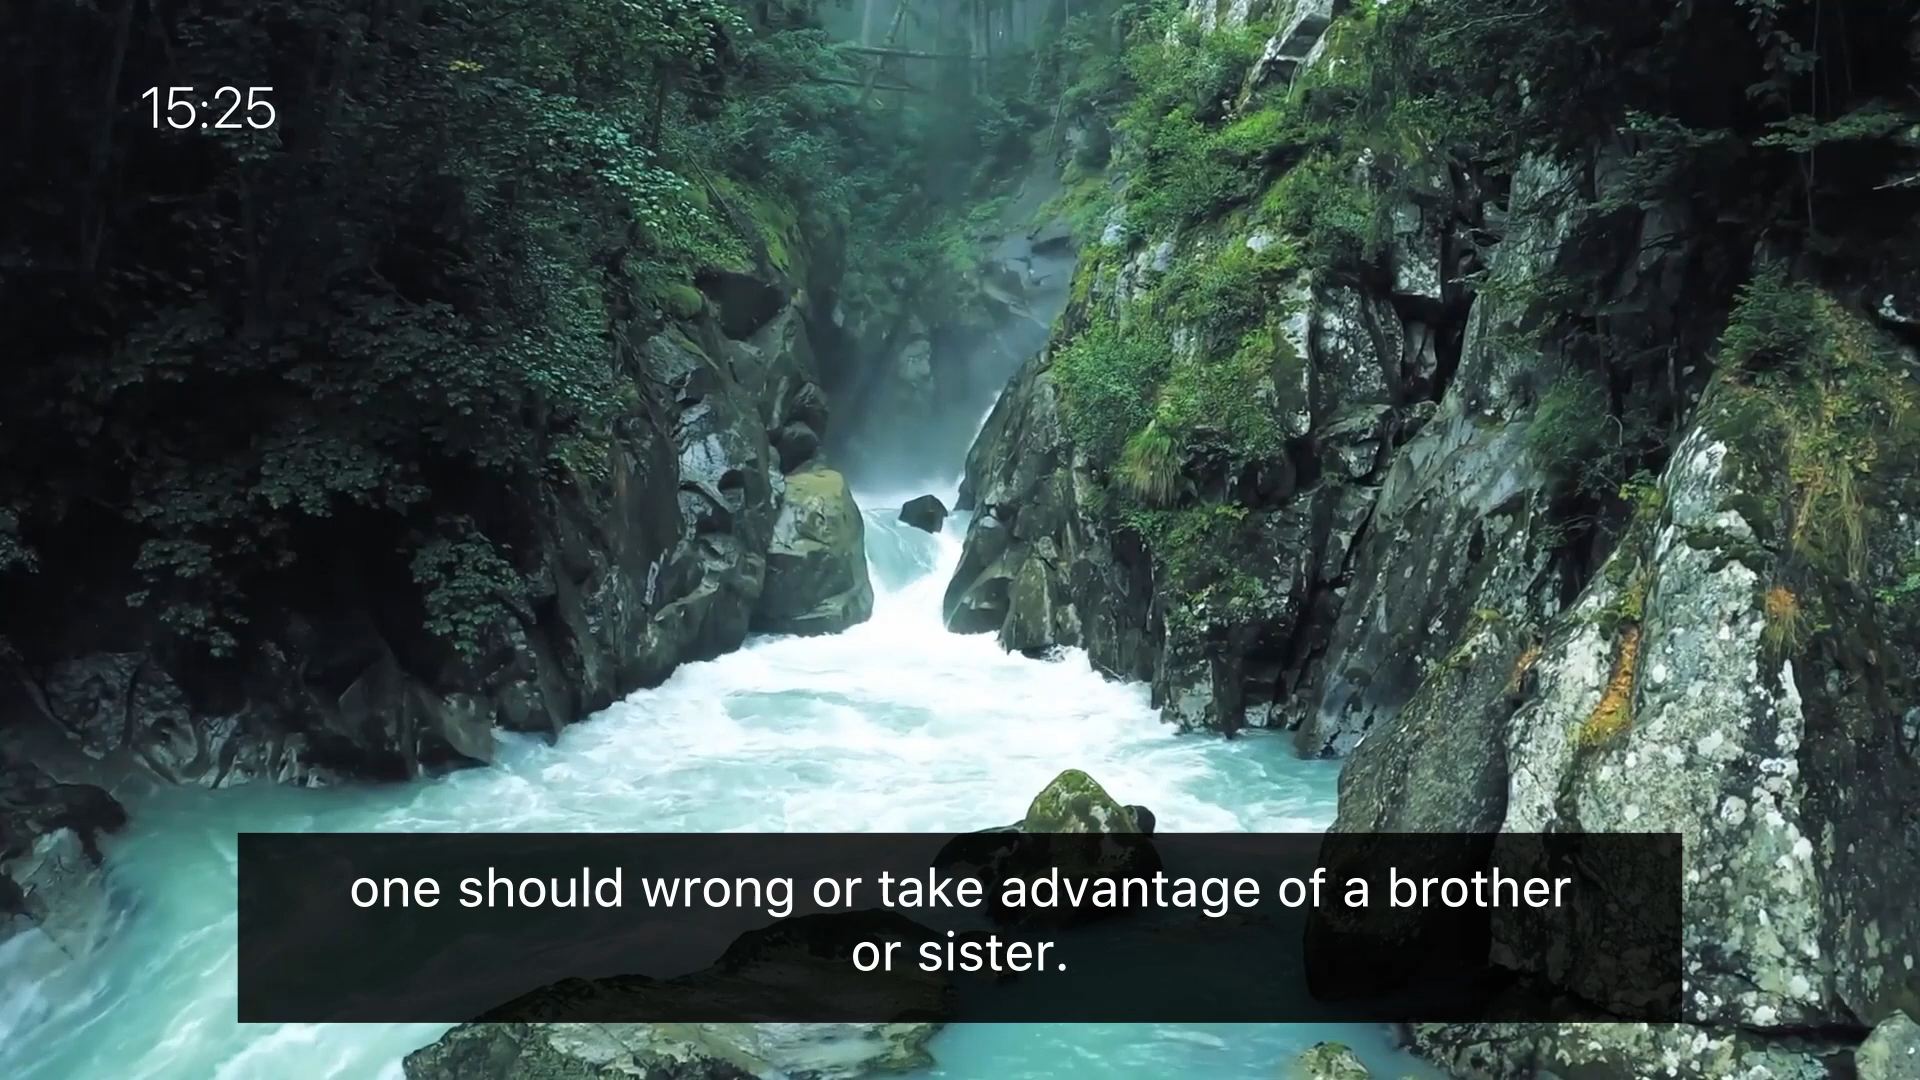 15:25
one should wrong or take advantage of a brother
or sister.